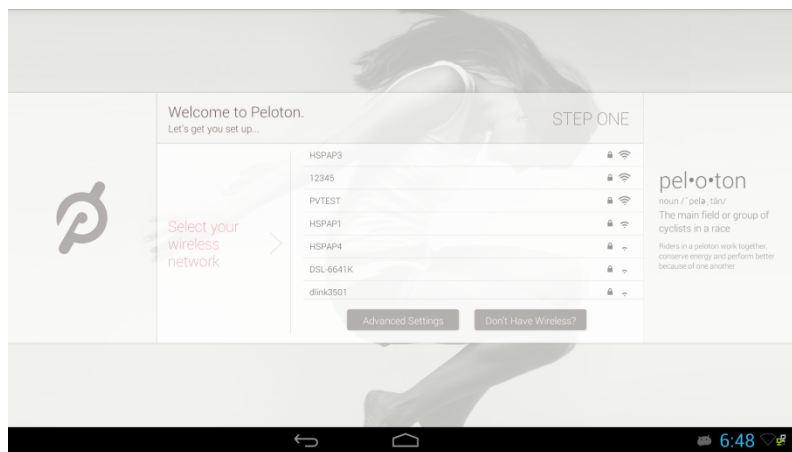 Welcome to Peloton.
Let's get you set up...
STEP ONE
Select your
wireless
network
HSPAP3
12345
PVTEST
HSPAP1
HSPAP4
DSL-6641K
dlink3501
Advanced Settings
Don't Have Wireless?
pel•o•ton
noun /ˈpeləˌtän/
The main field or group of
cyclists in a race
Riders in a peloton work together,
conserve energy and perform better
because of one another
6:48